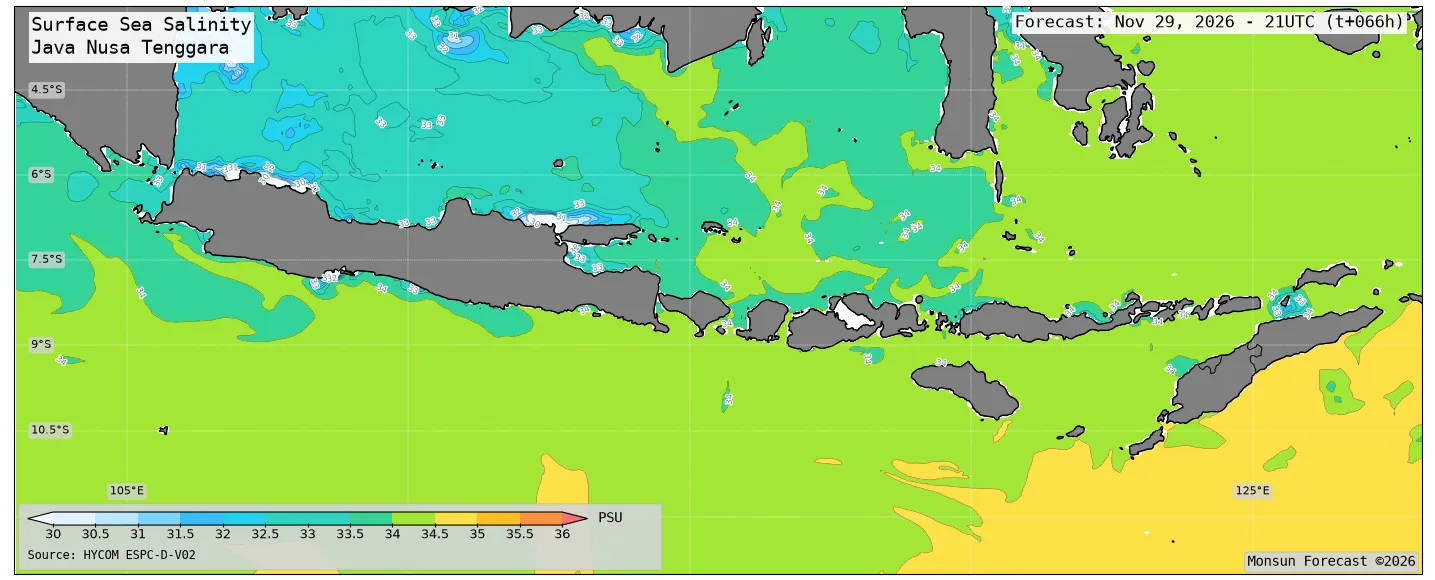 Surface Sea Salinity
Java Nusa Tenggara
Forecast: Nov 29, 2026 - 21UTC (t+066h)
4.5°S
6°S
7.5°S
9°S
10.5°S
105°E
125°E
30 30.5 31 31.5 32 32.5 33 33.5 34 34.5 35 35.5 36
PSU
Source: HYCOM ESPC-D-V02
Monsun Forecast ©2026